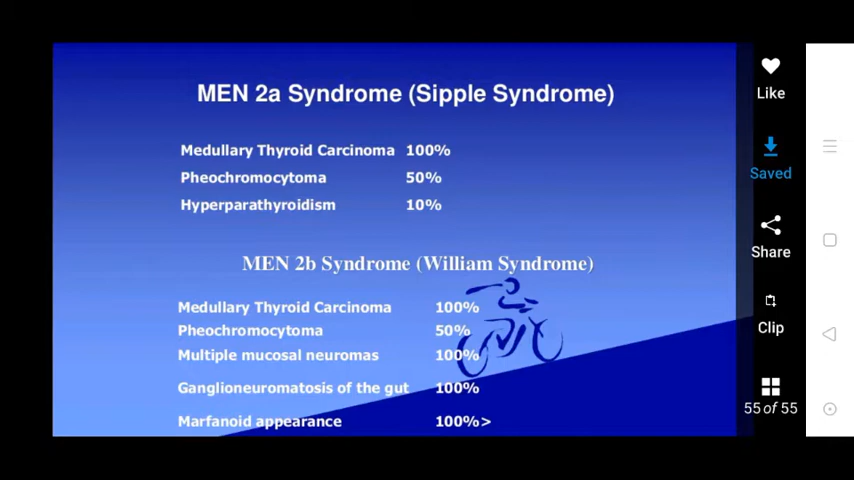 MEN 2a Syndrome (Sipple Syndrome)
Medullary Thyroid Carcinoma 100%
Pheochromocytoma 50%
Hyperparathyroidism 10%
MEN 2b Syndrome (William Syndrome)
Medullary Thyroid Carcinoma 100%
Pheochromocytoma 50%
Multiple mucosal neuromas 100%
Ganglioneuromatosis of the gut 100%
Marfanoid appearance 100%>
Like
Saved
Share
Clip
55 of 55